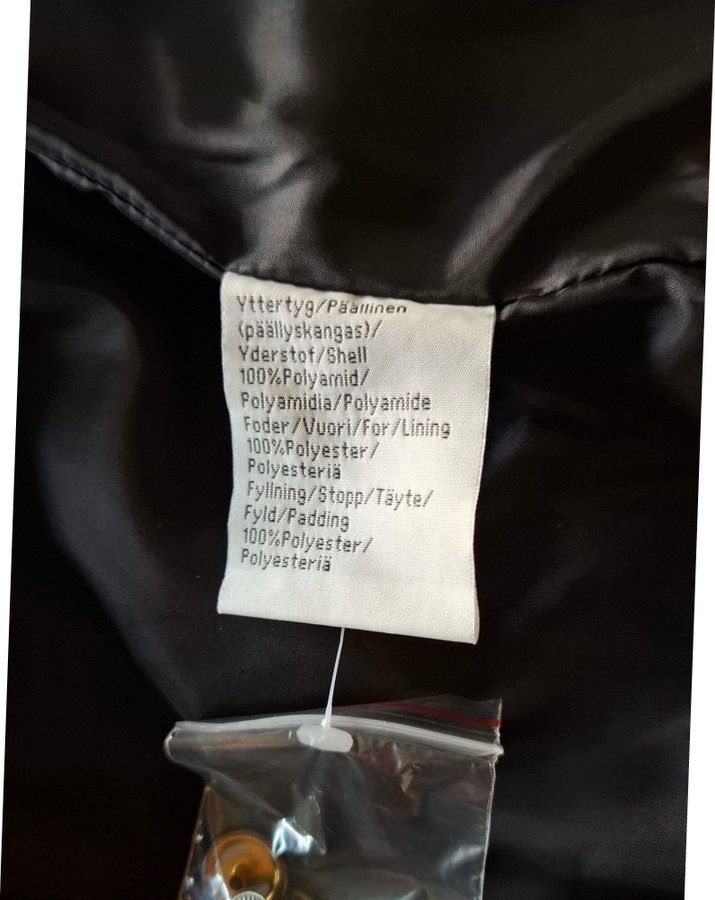 Yttertyg/Päällinen
(päällyskangas)/
Yderstof/Shell
100%Polyamid/
Polyamidia/Polyamide
Foder/Vuori/For/Lining
100%Polyester/
Polyesteriä
Fyllning/Stopp/Täyte/
Fyld/Padding
100%Polyester/
Polyesteriä